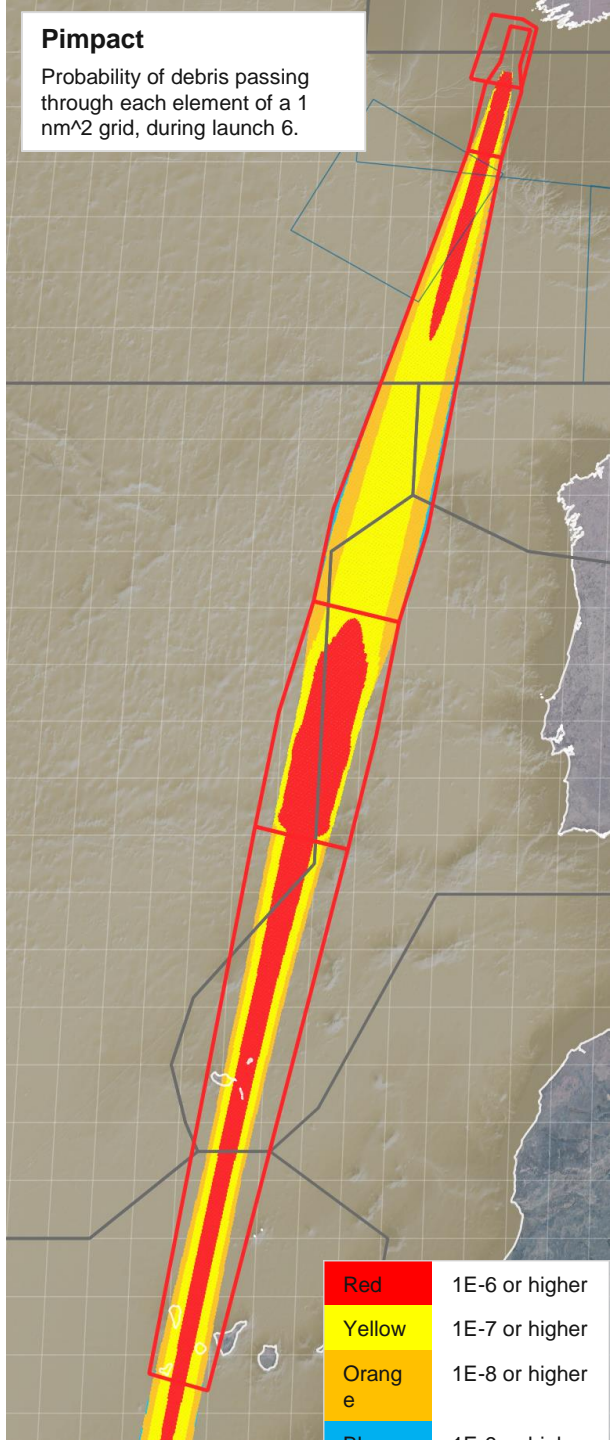 Pimpact
Probability of debris passing
through each element of a 1
nm^2 grid, during launch 6.
Red 1E-6 or higher
Yellow 1E-7 or higher
Orang
e 1E-8 or higher